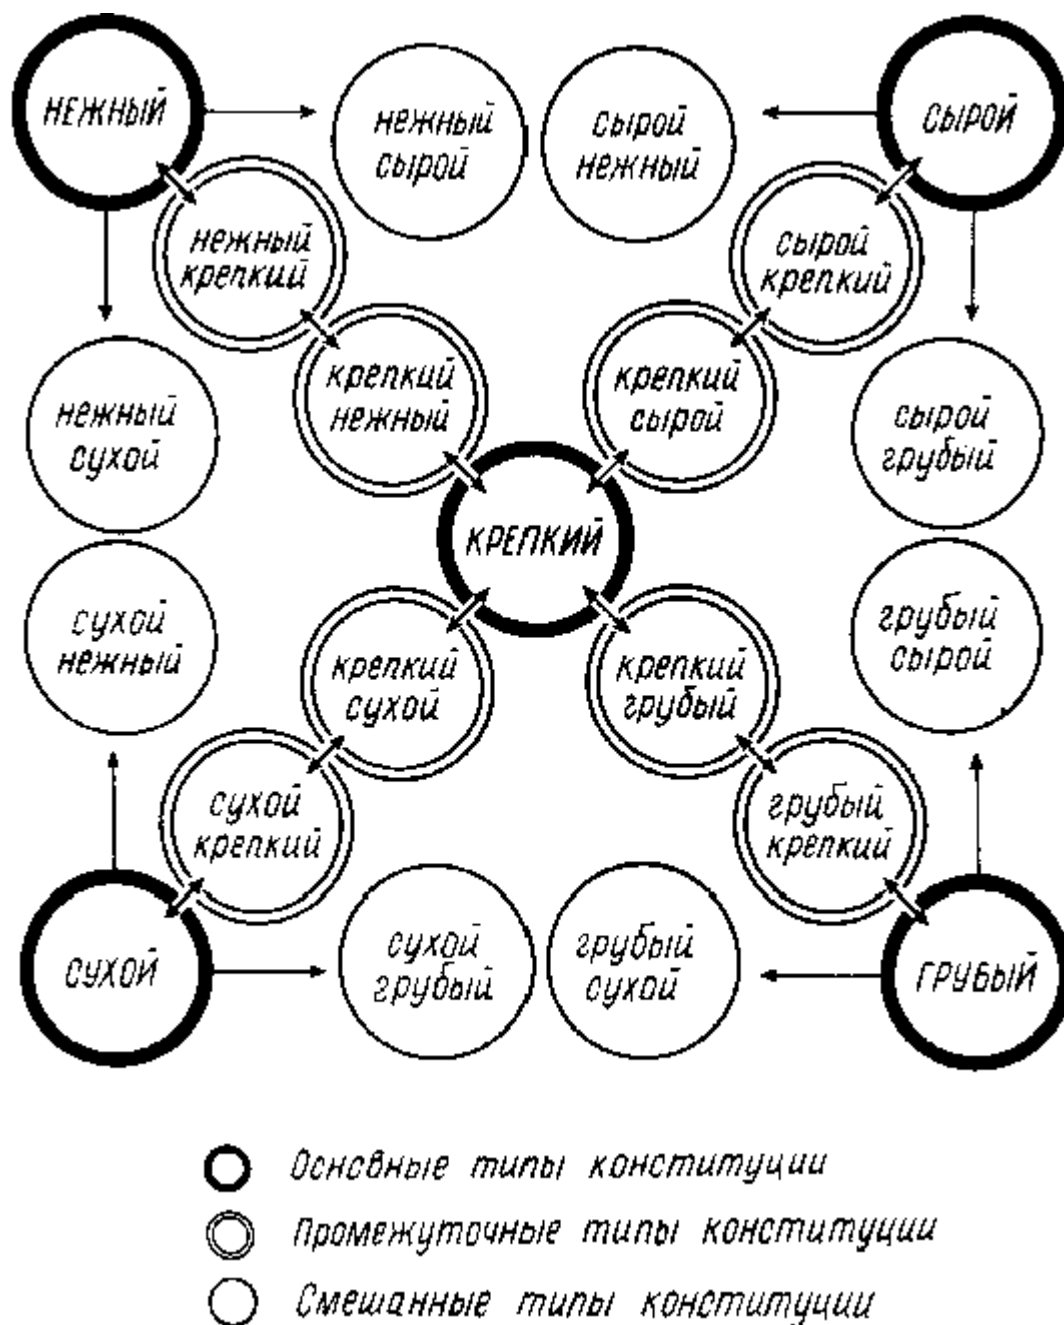 НЕЖНЫЙ
нежный
сырой
сырой
нежный
СЫРОЙ
нежный
крепкий
сырой
крепкий
крепкий
нежный
крепкий
сырой
нежный
сухой
сырой
грубый
КРЕПКИЙ
сухой
нежный
грубый
сырой
крепкий
сухой
крепкий
грубый
сухой
крепкий
грубый
крепкий
СУХОЙ
сухой
грубый
грубый
сухой
ГРУБЫЙ
Основные типы конституции
Промежуточные типы конституции
Смешанные типы конституции